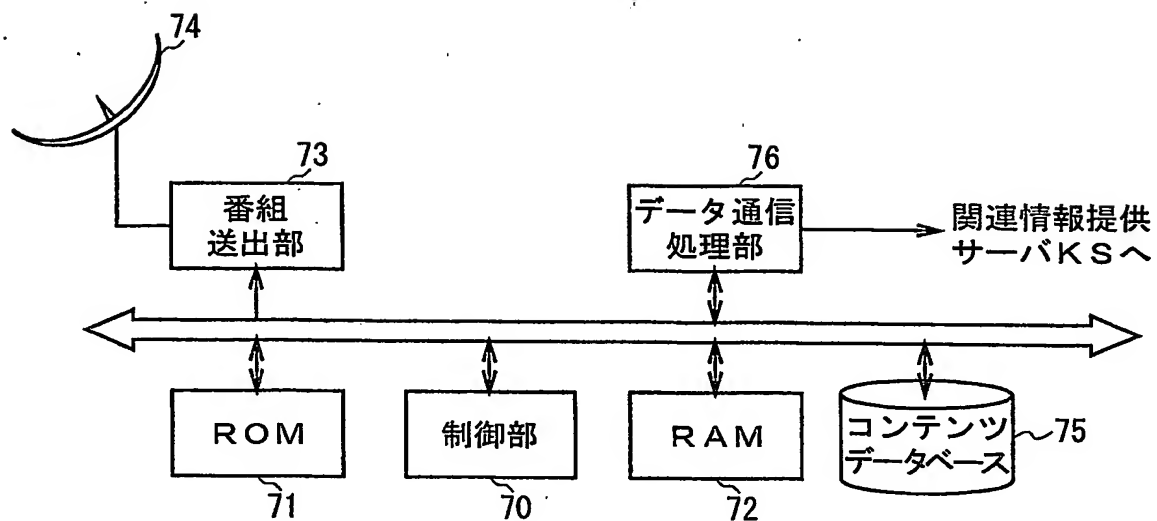 74
73
番組
送出部
76
データ通信
処理部
関連情報提供
サーバKSへ
ROM
71
制御部
70
RAM
72
コンテンツ
データベース
75